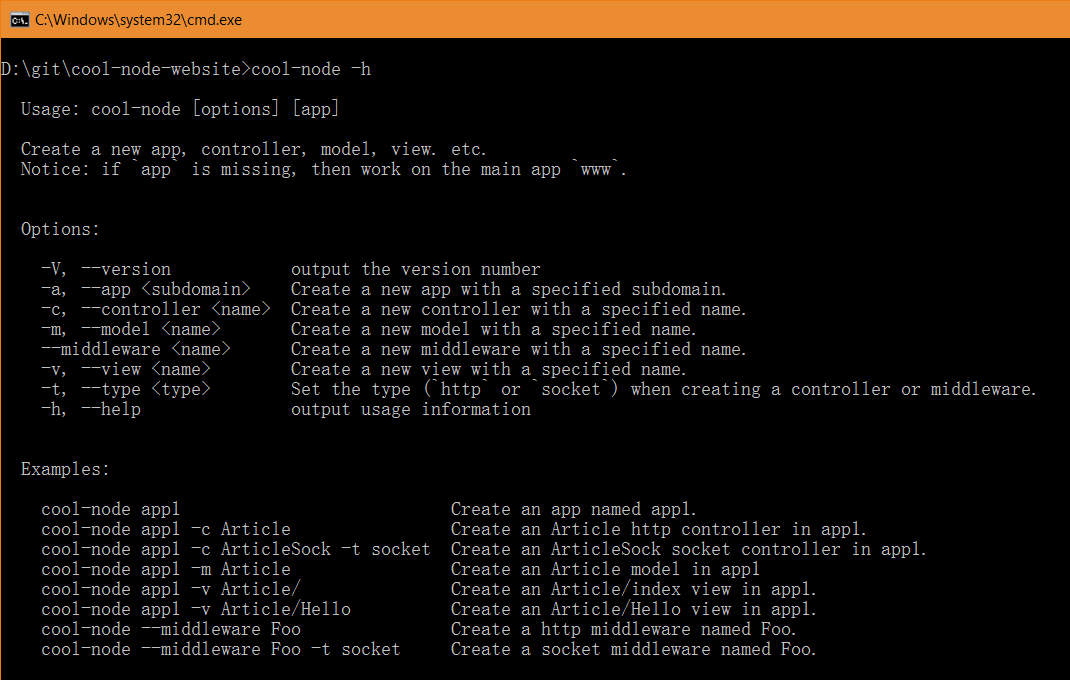 C:\Windows\system32\cmd.exe
D:\git\cool-node-website>cool-node -h
Usage: cool-node [options] [app]
Create a new app, controller, model, view. etc.
Notice: if `app` is missing, then work on the main app `www`.
Options:
-V, --version output the version number
-a, --app <subdomain> Create a new app with a specified subdomain.
-c, --controller <name> Create a new controller with a specified name.
-m, --model <name> Create a new model with a specified name.
--middleware <name> Create a new middleware with a specified name.
-v, --view <name> Create a new view with a specified name.
-t, --type <type> Set the type (`http` or `socket`) when creating a controller or middleware.
-h, --help output usage information
Examples:
cool-node app1 Create an app named app1.
cool-node app1 -c Article Create an Article http controller in app1.
cool-node app1 -c ArticleSock -t socket Create an ArticleSock socket controller in app1.
cool-node app1 -m Article Create an Article model in app1
cool-node app1 -v Article/ Create an Article/index view in app1.
cool-node app1 -v Article/Hello Create an Article/Hello view in app1.
cool-node --middleware Foo Create a http middleware named Foo.
cool-node --middleware Foo -t socket Create a socket middleware named Foo.